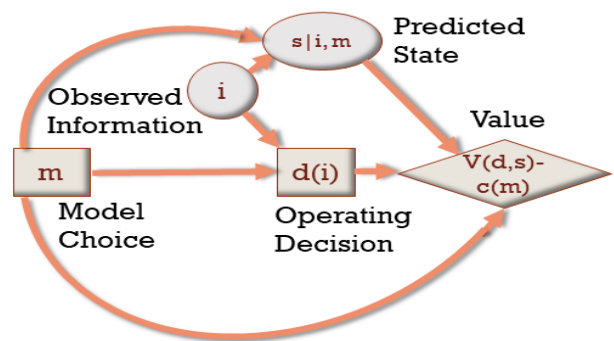 s|i,m
Predicted
State
i
Observed
Information
Value
m
d(i)
V(d,s)-
c(m)
Model
Choice
Operating
Decision